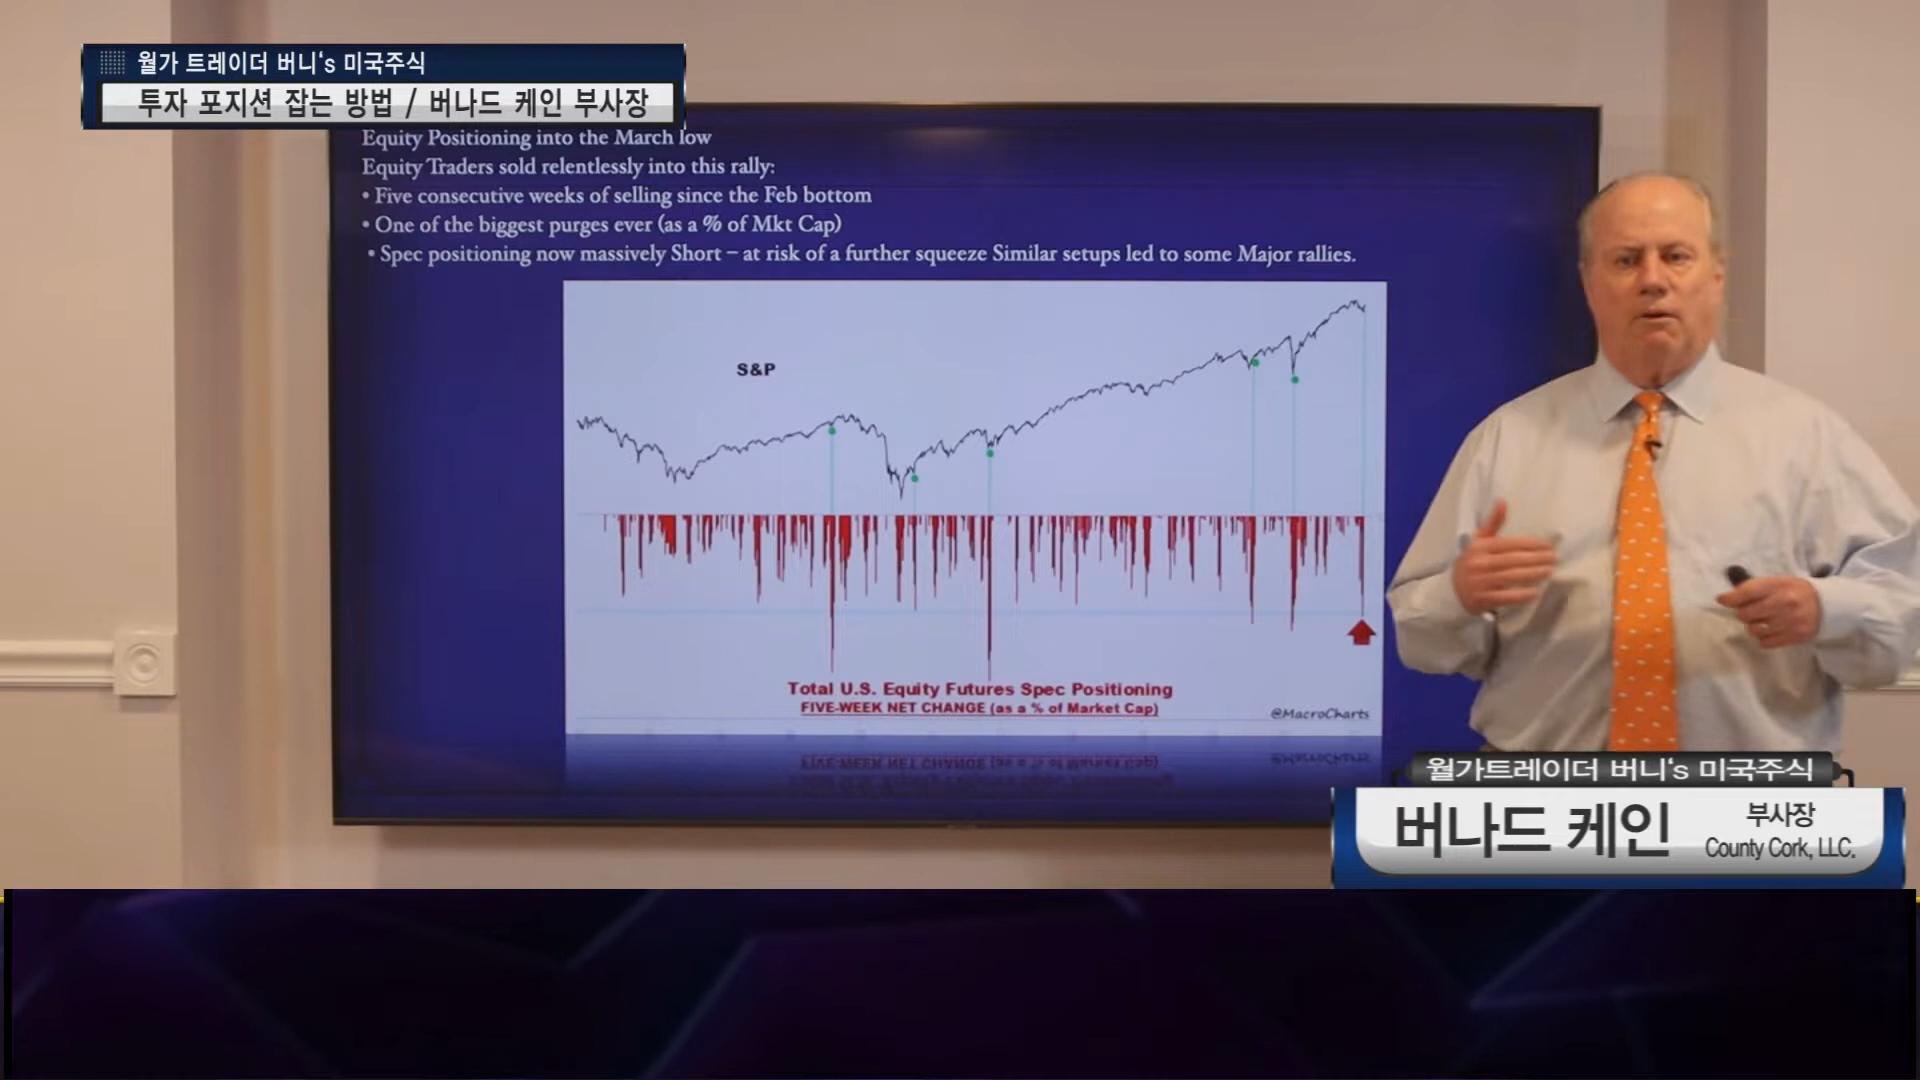 월가 트레이더 버니‘s 미국주식
투자 포지션 잡는 방법 / 버나드 케인 부사장
Equity Positioning into the March low
Equity Traders sold relentlessly into this rally:
• Five consecutive weeks of selling since the Feb bottom
• One of the biggest purges ever (as a % of Mkt Cap)
• Spec positioning now massively Short – at risk of a further squeeze Similar setups led to some Major rallies.
S&P
Total U.S. Equity Futures Spec Positioning
FIVE-WEEK NET CHANGE (as a % of Market Cap)
@MacroCharts
월가트레이더 버니‘s 미국주식
버나드 케인 부사장
County Cork, LLC.